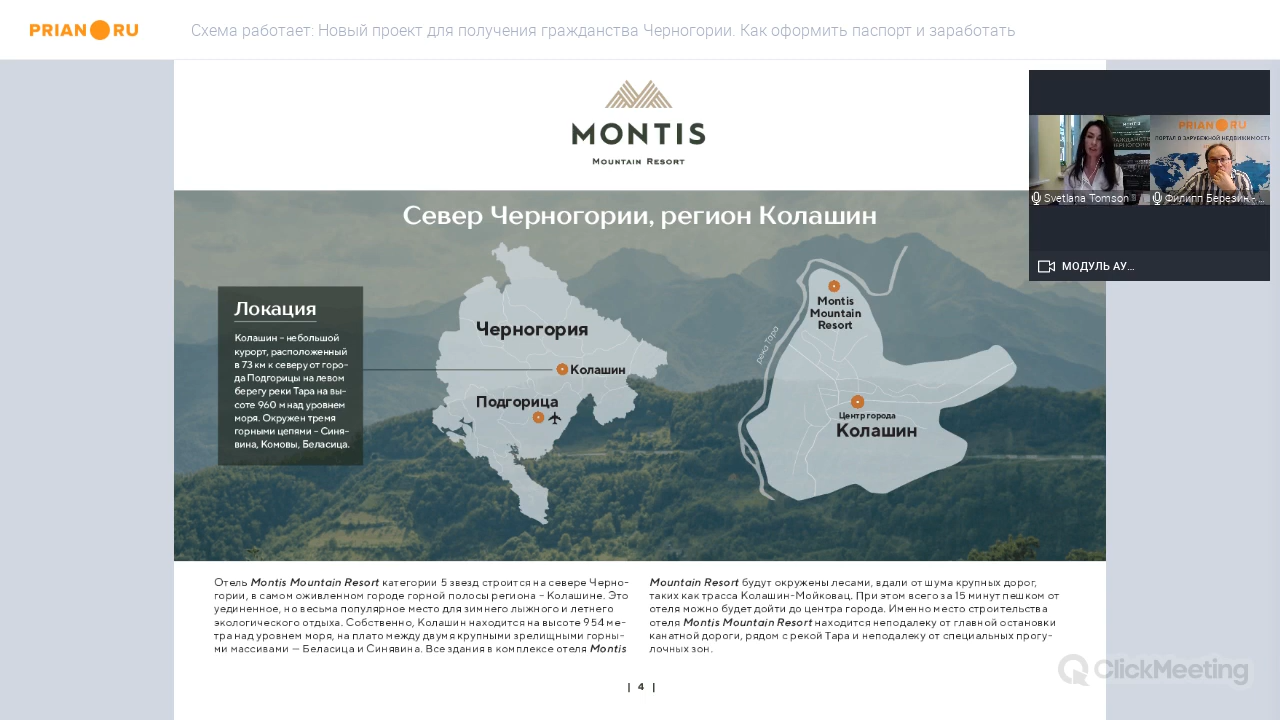 PRIAN RU
Схема работает: Новый проект для получения гражданства Черногории. Как оформить паспорт и заработать
MONTIS
MOUNTAIN RESORT
PRIAN RU
ПОРТАЛ О ЗАРУБЕЖНОЙ НЕДВИЖИМОСТИ
Svetlana Tomson
Филипп Березин - ...
МОДУЛЬ АУ...
Север Черногории, регион Колашин
Локация
Колашин – небольшой
курорт, расположенный
в 73 км к северу от горо-
да Подгорицы на левом
берегу реки Тара на вы-
соте 960 м над уровнем
моря. Окружен тремя
горными цепями – Синя-
вина, Комовы, Беласица.
Черногория
Колашин
Подгорица
Montis
Mountain
Resort
река Тара
Центр города
Колашин
Отель Montis Mountain Resort категории 5 звезд строится на севере Черно-
гории, в самом оживленном городе горной полосы региона – Колашине. Это
уединенное, но весьма популярное место для зимнего лыжного и летнего
экологического отдыха. Собственно, Колашин находится на высоте 954 ме-
тра над уровнем моря, на плато между двумя крупными зрелищными горны-
ми массивами — Беласица и Синявина. Все здания в комплексе отеля Montis
Mountain Resort будут окружены лесами, вдали от шума крупных дорог,
таких как трасса Колашин-Мойковац. При этом всего за 15 минут пешком от
отеля можно будет дойти до центра города. Именно место строительства
отеля Montis Mountain Resort находится неподалеку от главной остановки
канатной дороги, рядом с рекой Тара и неподалеку от специальных прогу-
лочных зон.
| 4 |
ClickMeeting